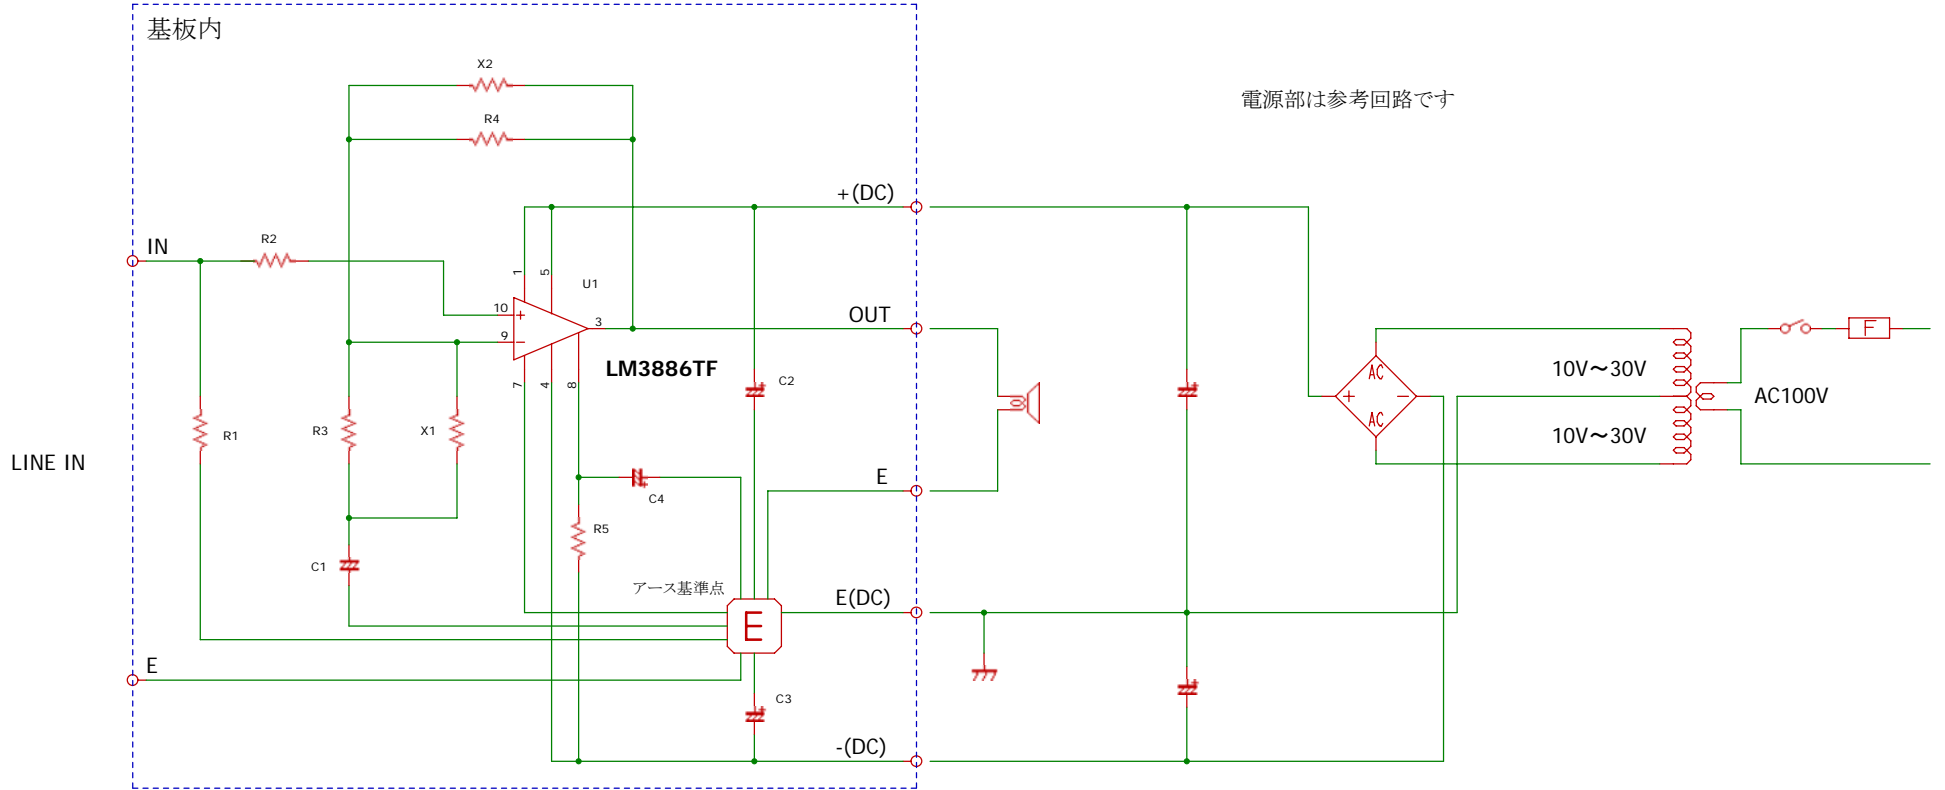 基板内
X2
電源部は参考回路です
R4
+(DC)
IN
R2
1
5
U1
10
+
OUT
3
9
−
F
LM3886TF
10V～30V
AC
7
4
8
C2
+
−
AC100V
R1
R3
X1
AC
10V～30V
LINE IN
E
C4
R5
C1
アース基準点
E(DC)
E
E
C3
-(DC)